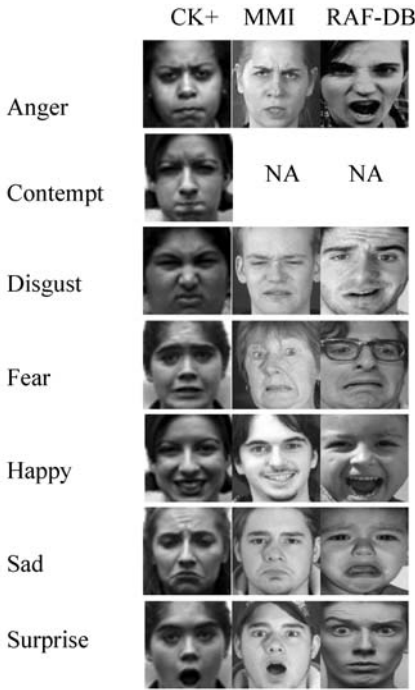 CK+ MMI RAF-DB
Anger
Contempt NA NA
Disgust
Fear
Happy
Sad
Surprise